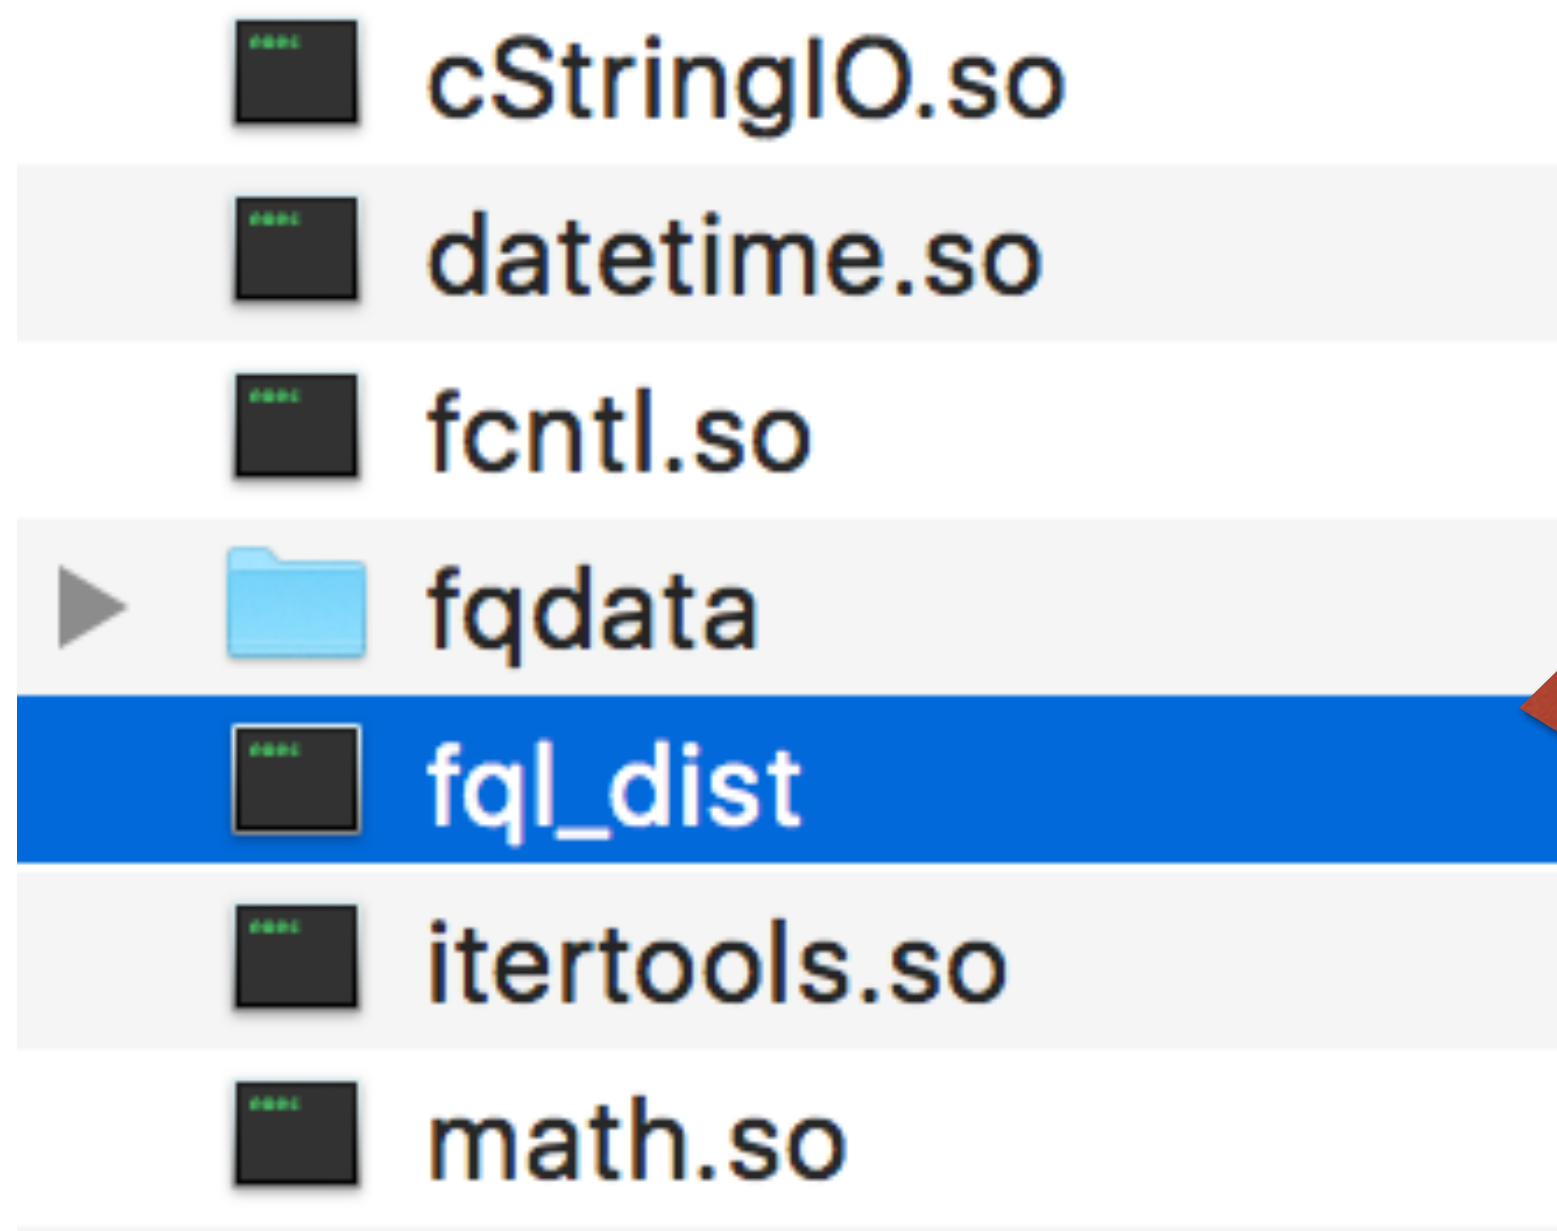 cStringIO.so
datetime.so
fcntl.so
fqdata
fql_dist
itertools.so
math.so